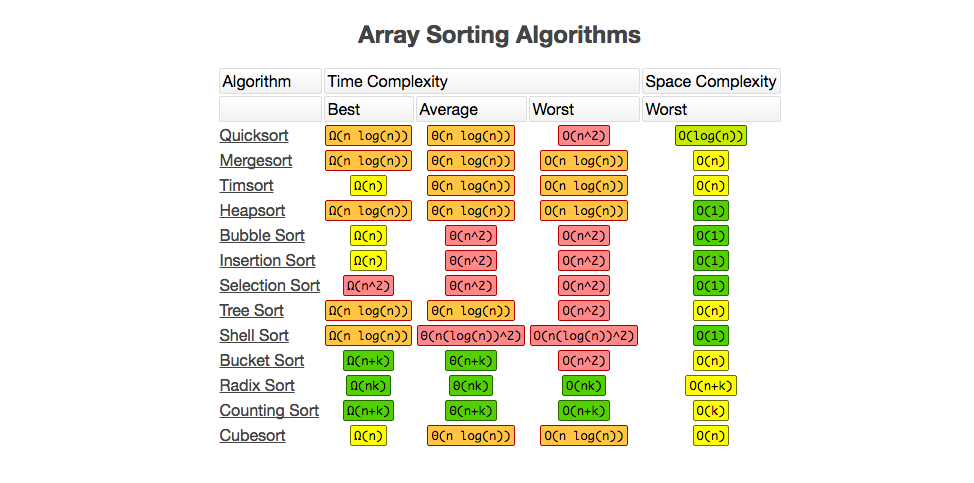 Array Sorting Algorithms
Algorithm Time Complexity Space Complexity
Best Average Worst Worst
Quicksort Ω(n log(n)) θ(n log(n)) O(n^2) O(log(n))
Mergesort Ω(n log(n)) θ(n log(n)) O(n log(n)) O(n)
Timsort Ω(n) θ(n log(n)) O(n log(n)) O(n)
Heapsort Ω(n log(n)) θ(n log(n)) O(n log(n)) O(1)
Bubble Sort Ω(n) θ(n^2) O(n^2) O(1)
Insertion Sort Ω(n) θ(n^2) O(n^2) O(1)
Selection Sort Ω(n^2) θ(n^2) O(n^2) O(1)
Tree Sort Ω(n log(n)) θ(n log(n)) O(n^2) O(n)
Shell Sort Ω(n log(n)) θ(n(log(n))^2) O(n(log(n))^2) O(1)
Bucket Sort Ω(n+k) θ(n+k) O(n^2) O(n)
Radix Sort Ω(nk) θ(nk) O(nk) O(n+k)
Counting Sort Ω(n+k) θ(n+k) O(n+k) O(k)
Cubesort Ω(n) θ(n log(n)) O(n log(n)) O(n)